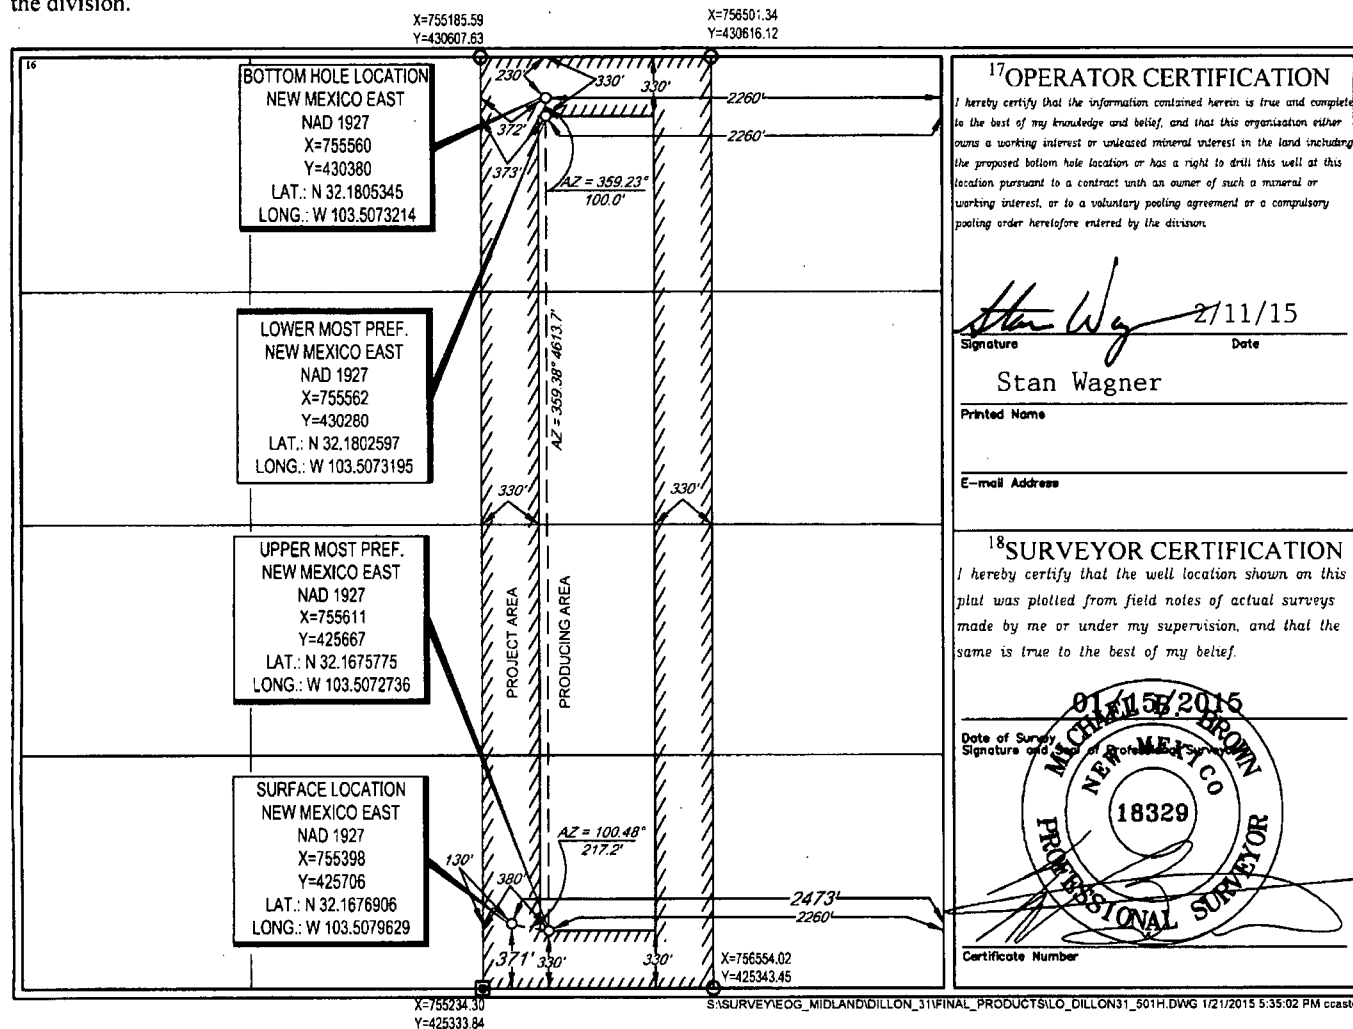 the division.
X=755185.59
Y=430607.63
X=756501.34
Y=430616.12
16
BOTTOM HOLE LOCATION
NEW MEXICO EAST
NAD 1927
X=755560
Y=430380
LAT.: N 32.1805345
LONG.: W 103.5073214
230'
330'
330'
372'
373'
2260'
2260'
AZ = 359.23°
100.0'
LOWER MOST PREF.
NEW MEXICO EAST
NAD 1927
X=755562
Y=430280
LAT.: N 32.1802597
LONG.: W 103.5073195
AZ = 359.38° 4613.7'
330'
330'
UPPER MOST PREF.
NEW MEXICO EAST
NAD 1927
X=755611
Y=425667
LAT.: N 32.1675775
LONG.: W 103.5072736
PROJECT AREA
PRODUCING AREA
SURFACE LOCATION
NEW MEXICO EAST
NAD 1927
X=755398
Y=425706
LAT.: N 32.1676906
LONG.: W 103.5079629
AZ = 100.48°
217.2'
130'
380'
2473'
2260'
371'
330'
330'
X=756554.02
Y=425343.45
X=755234.30
Y=425333.84
17 OPERATOR CERTIFICATION
I hereby certify that the information contained herein is true and complete
to the best of my knowledge and belief, and that this organization either
owns a working interest or unleased mineral interest in the land including
the proposed bottom hole location or has a right to drill this well at this
location pursuant to a contract with an owner of such a mineral or
working interest, or to a voluntary pooling agreement or a compulsory
pooling order heretofore entered by the division.
Stan Wag 2/11/15
Signature Date
Stan Wagner
Printed Name
E-mail Address
18 SURVEYOR CERTIFICATION
I hereby certify that the well location shown on this
plat was plotted from field notes of actual surveys
made by me or under my supervision, and that the
same is true to the best of my belief.
01/15/2015
Date of Survey
Signature and Seal of Professional Surveyor
MICHAEL B. BROWN
NEW MEXICO
18329
PROFESSIONAL SURVEYOR
Certificate Number
S:\SURVEY\EOG_MIDLAND\DILLON_31\FINAL_PRODUCTS\LO_DILLON31_501H.DWG 1/21/2015 5:35:02 PM ccasto